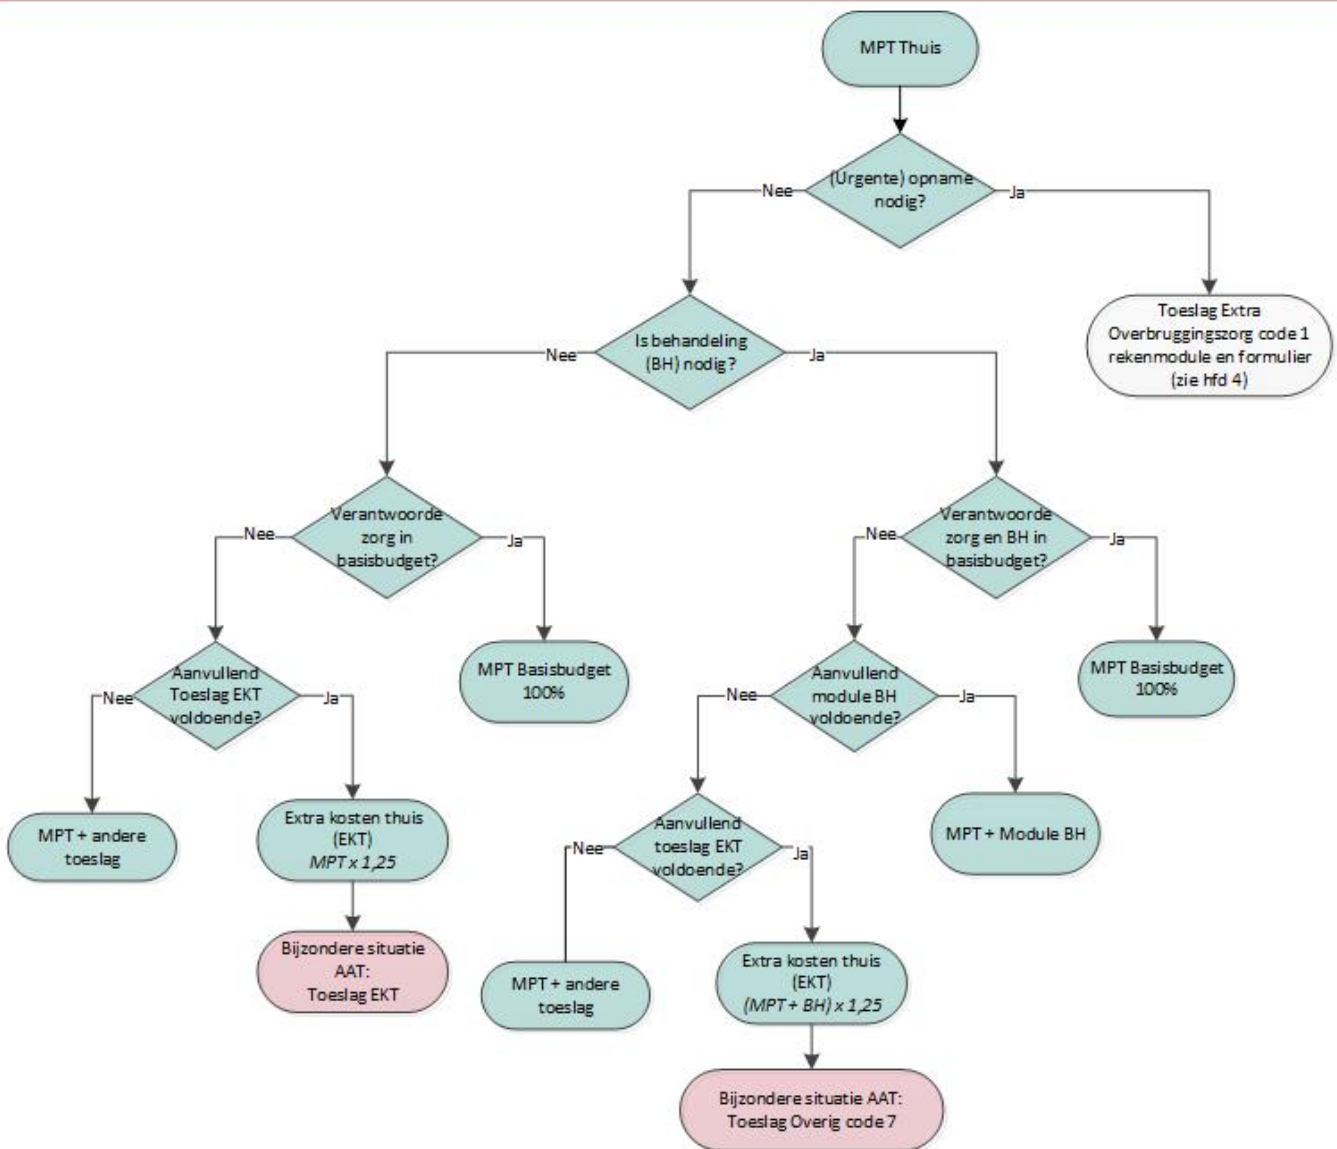 MPT Thuis
(Urgente) opname
nodig?
Nee
Ja
Toeslag Extra
Overbruggingszorg code 1
rekenmodule en formulier
(zie hfd 4)
Is behandeling
(BH) nodig?
Nee
Ja
Verantwoorde
zorg in
basisbudget?
Nee
Ja
Verantwoorde
zorg en BH in
basisbudget?
Nee
Ja
Aanvullend
Toeslag EKT
voldoende?
Nee
Ja
MPT Basisbudget
100%
Aanvullend
module BH
voldoende?
Nee
Ja
MPT Basisbudget
100%
MPT + andere
toeslag
Extra kosten thuis
(EKT)
MPT x 1,25
Aanvullend
toeslag EKT
voldoende?
Nee
Ja
MPT + Module BH
Bijzondere situatie
AAT:
Toeslag EKT
MPT + andere
toeslag
Extra kosten thuis
(EKT)
(MPT + BH) x 1,25
Bijzondere situatie AAT:
Toeslag Overig code 7